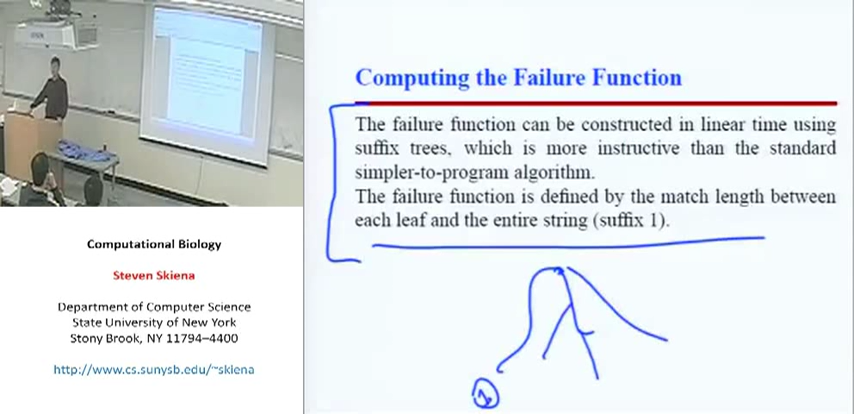 Computing the Failure Function
The failure function can be constructed in linear time using
suffix trees, which is more instructive than the standard
simpler-to-program algorithm.
The failure function is defined by the match length between
each leaf and the entire string (suffix 1).
1
Computational Biology
Steven Skiena
Department of Computer Science
State University of New York
Stony Brook, NY 11794–4400
http://www.cs.sunysb.edu/~skiena